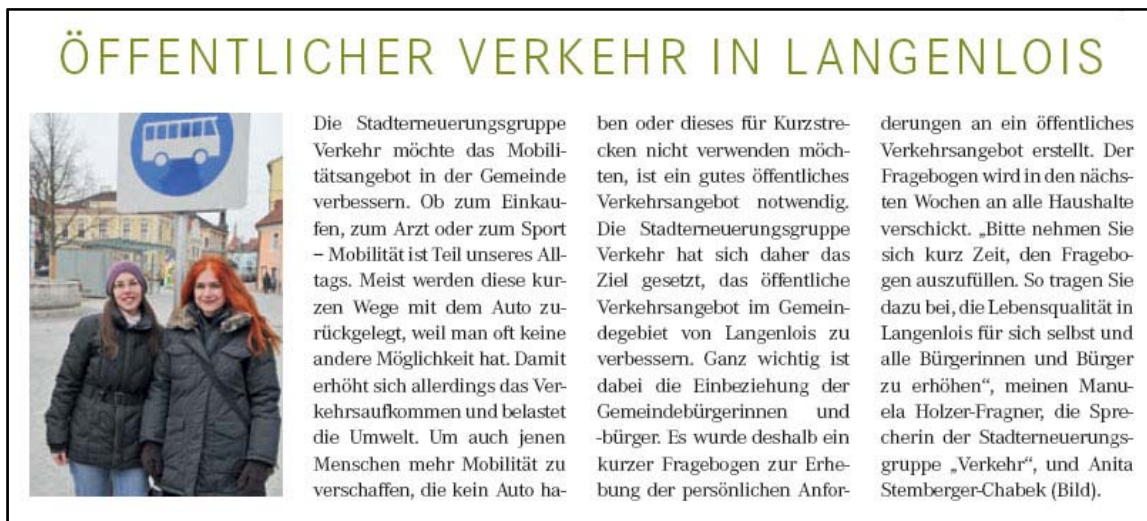 ÖFFENTLICHER VERKEHR IN LANGENLOIS
Die Stadterneuerungsgruppe
Verkehr möchte das Mobili-
tätsangebot in der Gemeinde
verbessern. Ob zum Einkau-
fen, zum Arzt oder zum Sport
– Mobilität ist Teil unseres All-
tags. Meist werden diese kur-
zen Wege mit dem Auto zu-
rückgelegt, weil man oft keine
andere Möglichkeit hat. Damit
erhöht sich allerdings das Ver-
kehrsaufkommen und belastet
die Umwelt. Um auch jenen
Menschen mehr Mobilität zu
verschaffen, die kein Auto ha-
ben oder dieses für Kurzstre-
cken nicht verwenden möch-
ten, ist ein gutes öffentliches
Verkehrsangebot notwendig.
Die Stadterneuerungsgruppe
Verkehr hat sich daher das
Ziel gesetzt, das öffentliche
Verkehrsangebot im Gemein-
degebiet von Langenlois zu
verbessern. Ganz wichtig ist
dabei die Einbeziehung der
Gemeindebürgerinnen und
-bürger. Es wurde deshalb ein
kurzer Fragebogen zur Erhe-
bung der persönlichen Anfor-
derungen an ein öffentliches
Verkehrsangebot erstellt. Der
Fragebogen wird in den nächs-
ten Wochen an alle Haushalte
verschickt. „Bitte nehmen Sie
sich kurz Zeit, den Fragebo-
gen auszufüllen. So tragen Sie
dazu bei, die Lebensqualität in
Langenlois für sich selbst und
alle Bürgerinnen und Bürger
zu erhöhen“, meinen Manu-
ela Holzer-Fragner, die Spre-
cherin der Stadterneuerungs-
gruppe „Verkehr“, und Anita
Stemberger-Chabek (Bild).